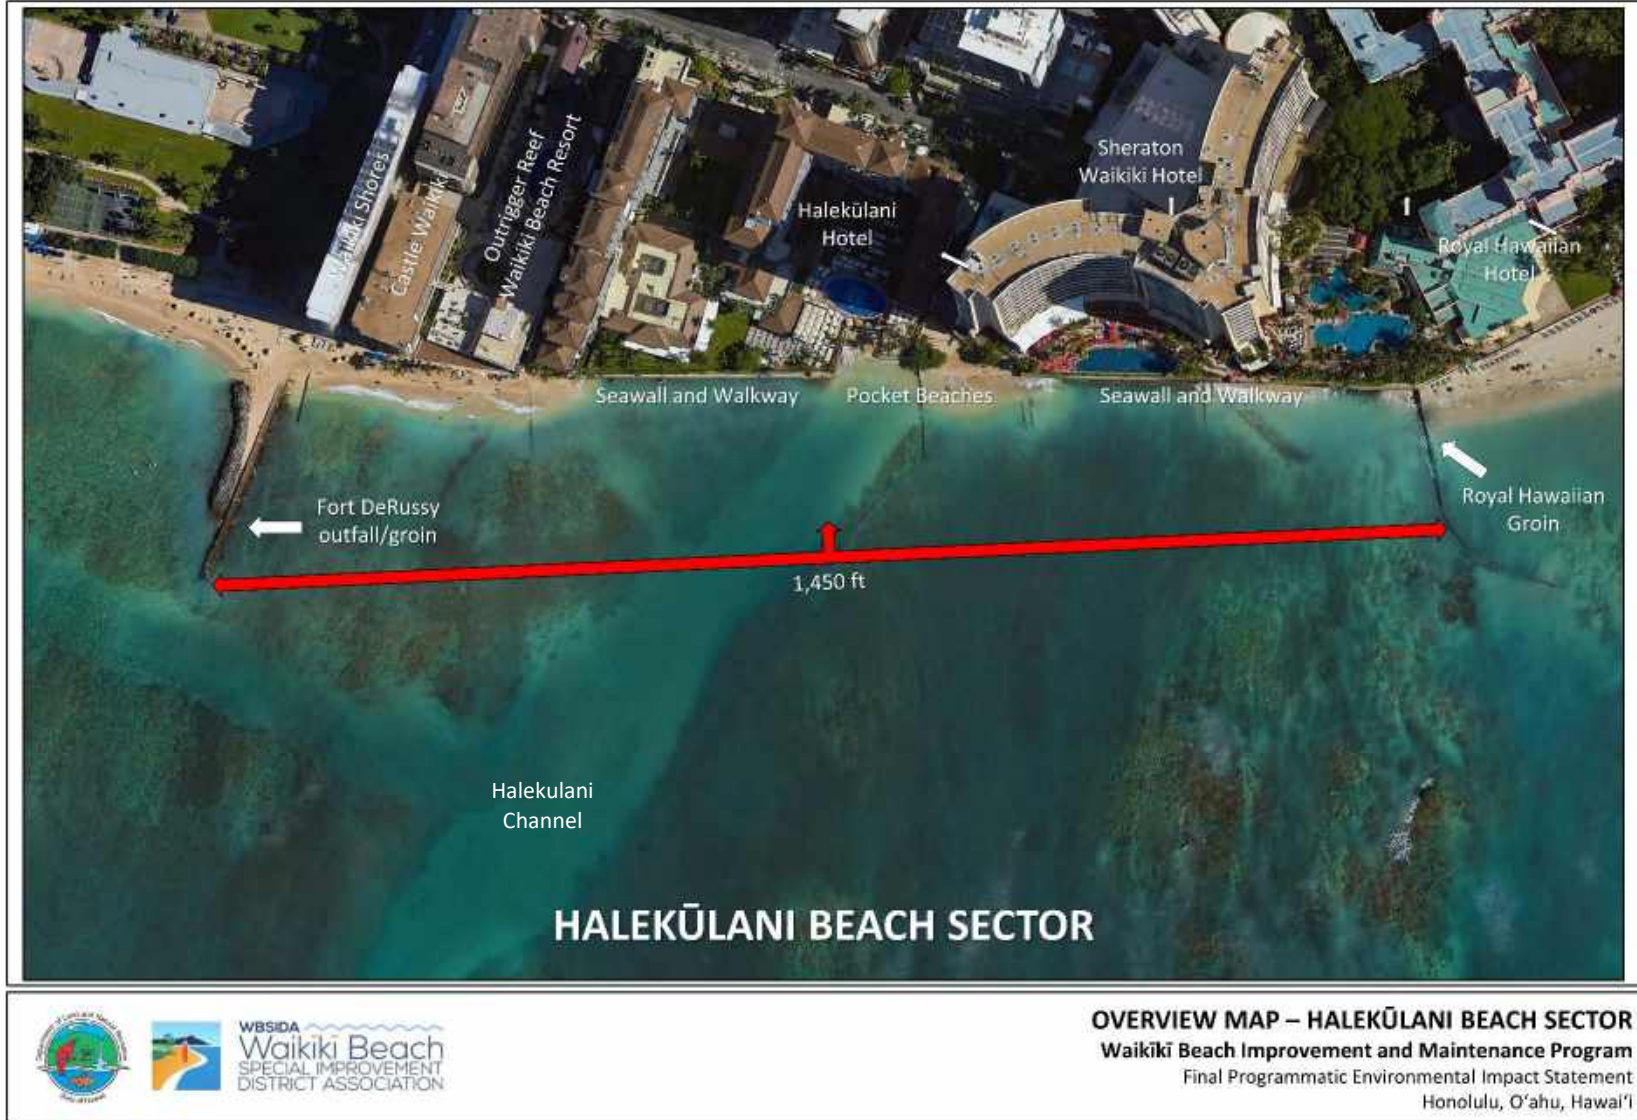 Waikiki Shores
Castle Waikiki
Outrigger Reef
Waikiki Beach Resort
Halekūlani
Hotel
Sheraton
Waikiki Hotel
Royal Hawaiian
Hotel
Seawall and Walkway
Pocket Beaches
Seawall and Walkway
Fort DeRussy
outfall/groin
1,450 ft
Royal Hawaiian
Groin
Halekulani
Channel
HALEKŪLANI BEACH SECTOR
WBSIDA
Waikīkī Beach
SPECIAL IMPROVEMENT
DISTRICT ASSOCIATION
OVERVIEW MAP – HALEKŪLANI BEACH SECTOR
Waikīkī Beach Improvement and Maintenance Program
Final Programmatic Environmental Impact Statement
Honolulu, Oʻahu, Hawaiʻi